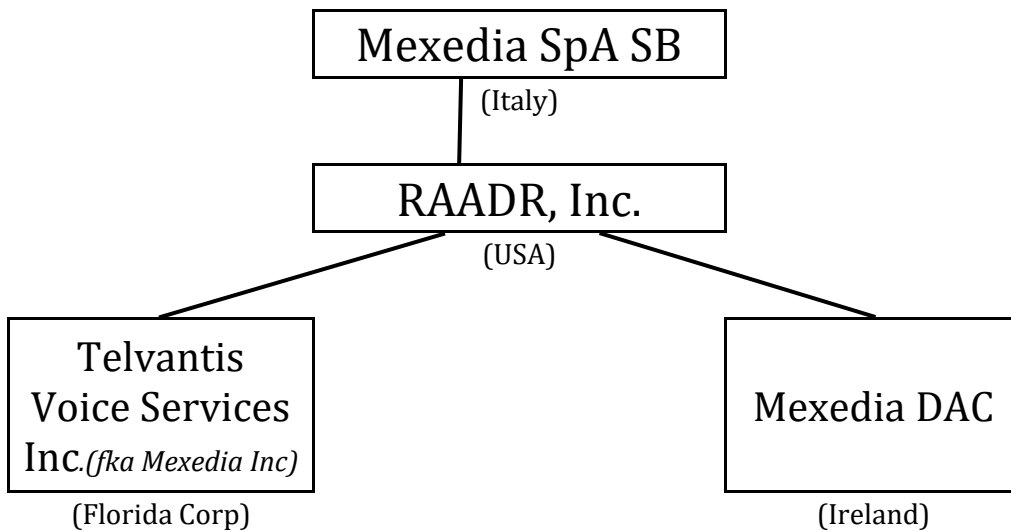 Mexedia SpA SB
(Italy)
RAADR, Inc.
(USA)
Telvantis
Voice Services
Inc.(fka Mexedia Inc)
(Florida Corp)
Mexedia DAC
(Ireland)